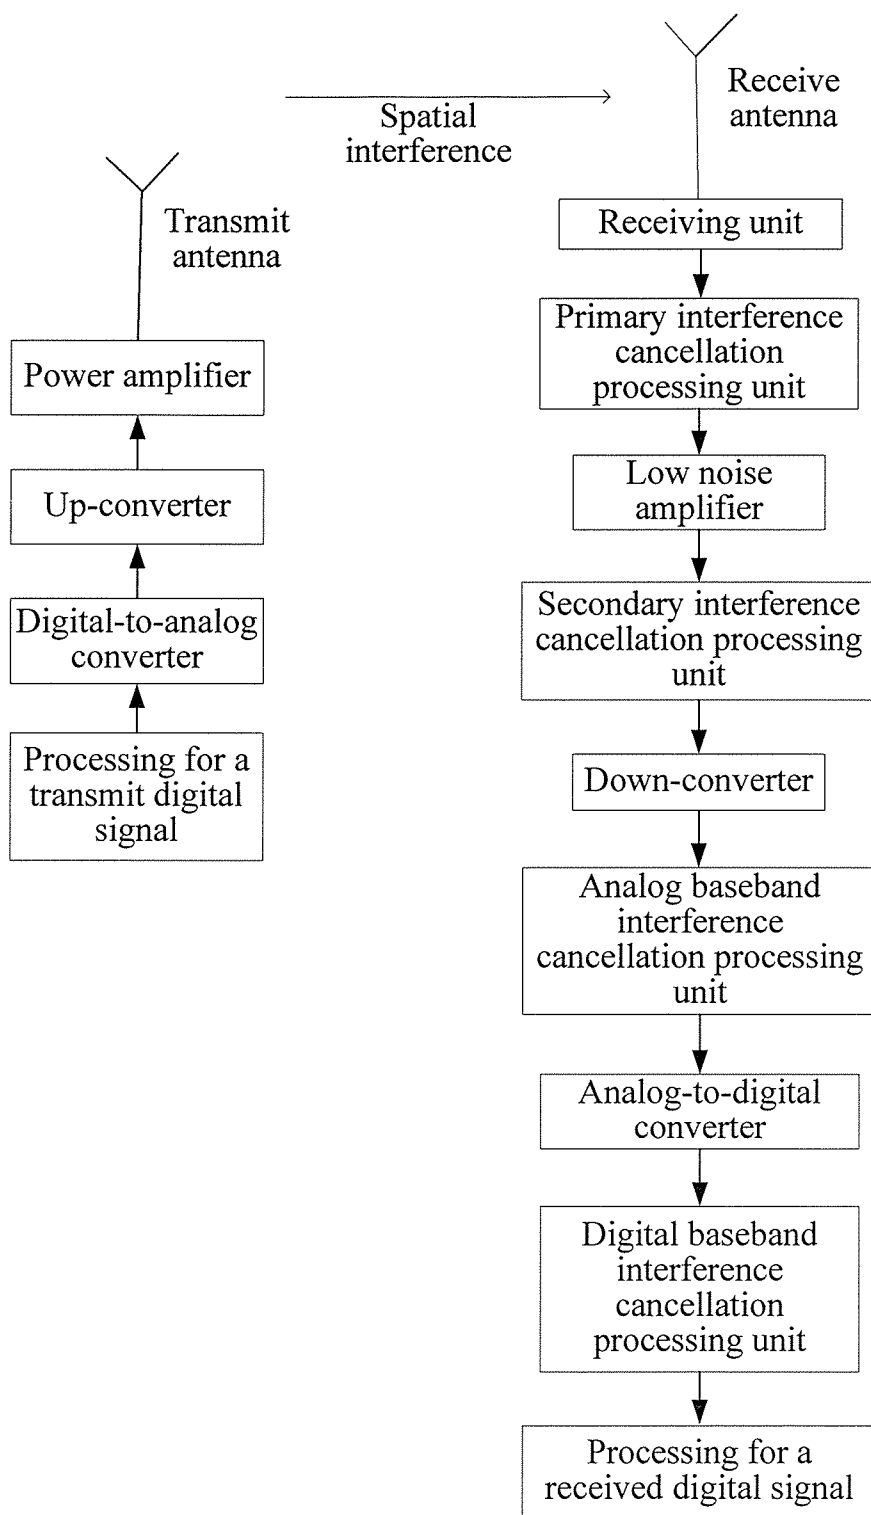 Spatial
interference
Receive
antenna
Transmit
antenna
Power amplifier
Up-converter
Digital-to-analog
converter
Processing for a
transmit digital
signal
Receiving unit
Primary interference
cancellation
processing unit
Low noise
amplifier
Secondary interference
cancellation processing
unit
Down-converter
Analog baseband
interference
cancellation processing
unit
Analog-to-digital
converter
Digital baseband
interference
cancellation
processing unit
Processing for a
received digital signal